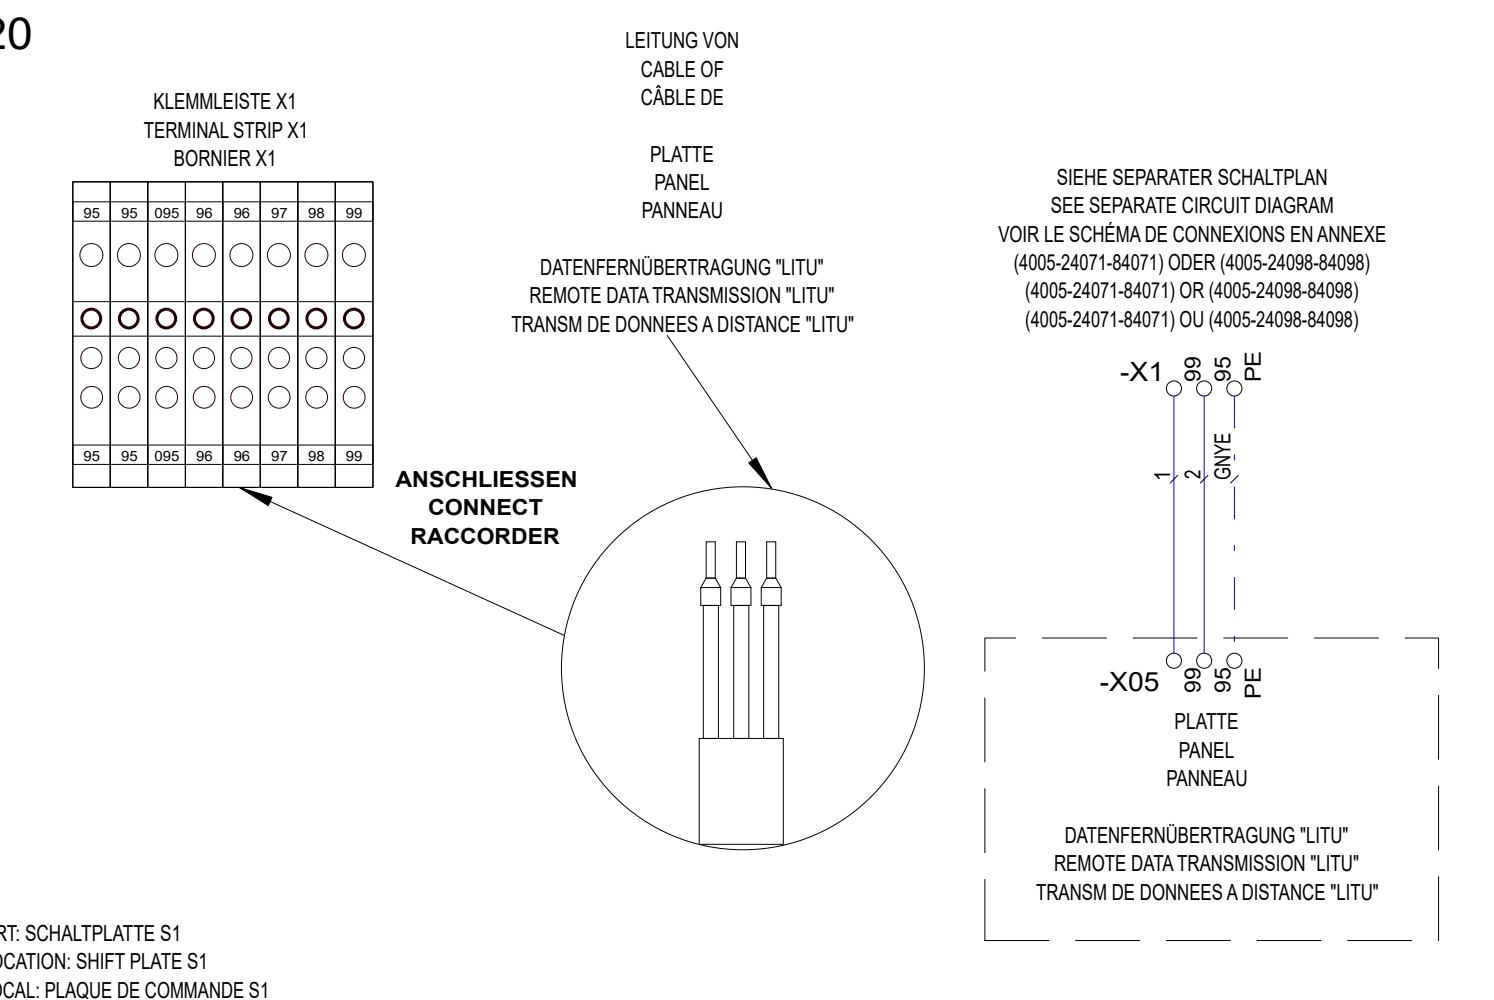 20
KLEMMLEISTE X1
TERMINAL STRIP X1
BORNIER X1
95 95 095 96 96 97 98 99
95 95 095 96 96 97 98 99
ANSCHLIESSEN
CONNECT
RACCORDER
LEITUNG VON
CABLE OF
CÂBLE DE
PLATTE
PANEL
PANNEAU
DATENFERNÜBERTRAGUNG "LITU"
REMOTE DATA TRANSMISSION "LITU"
TRANSM DE DONNEES A DISTANCE "LITU"
SIEHE SEPARATER SCHALTPLAN
SEE SEPARATE CIRCUIT DIAGRAM
VOIR LE SCHÉMA DE CONNEXIONS EN ANNEXE
(4005-24071-84071) ODER (4005-24098-84098)
(4005-24071-84071) OR (4005-24098-84098)
(4005-24071-84071) OU (4005-24098-84098)
-X1 99 95 PE
1 2 GNYE
-X05 99 95 PE
PLATTE
PANEL
PANNEAU
DATENFERNÜBERTRAGUNG "LITU"
REMOTE DATA TRANSMISSION "LITU"
TRANSM DE DONNEES A DISTANCE "LITU"
RT: SCHALTPLATTE S1
OCATION: SHIFT PLATE S1
OCAL: PLAQUE DE COMMANDE S1